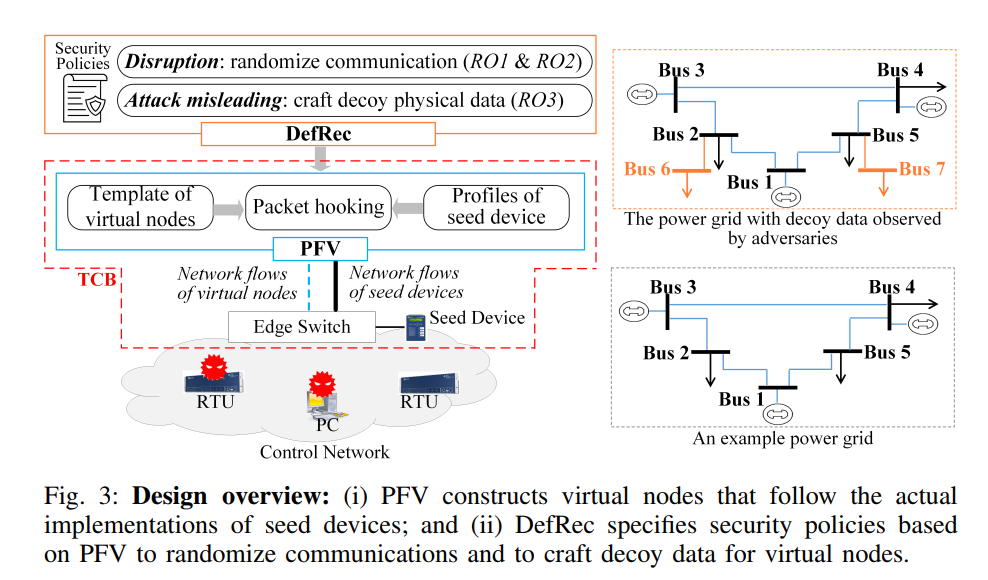 Security
Policies
Disruption: randomize communication (RO1 & RO2)
Attack misleading: craft decoy physical data (RO3)
DefRec
Template of
virtual nodes
Packet hooking
Profiles of
seed device
PFV
TCB
Network flows
of virtual nodes
Network flows
of seed devices
Edge Switch
Seed Device
RTU
PC
RTU
Control Network
Bus 3
Bus 4
Bus 2
Bus 5
Bus 6
Bus 1
Bus 7
The power grid with decoy data observed
by adversaries
Bus 3
Bus 4
Bus 2
Bus 5
Bus 1
An example power grid
Fig. 3: Design overview: (i) PFV constructs virtual nodes that follow the actual
implementations of seed devices; and (ii) DefRec specifies security policies based
on PFV to randomize communications and to craft decoy data for virtual nodes.